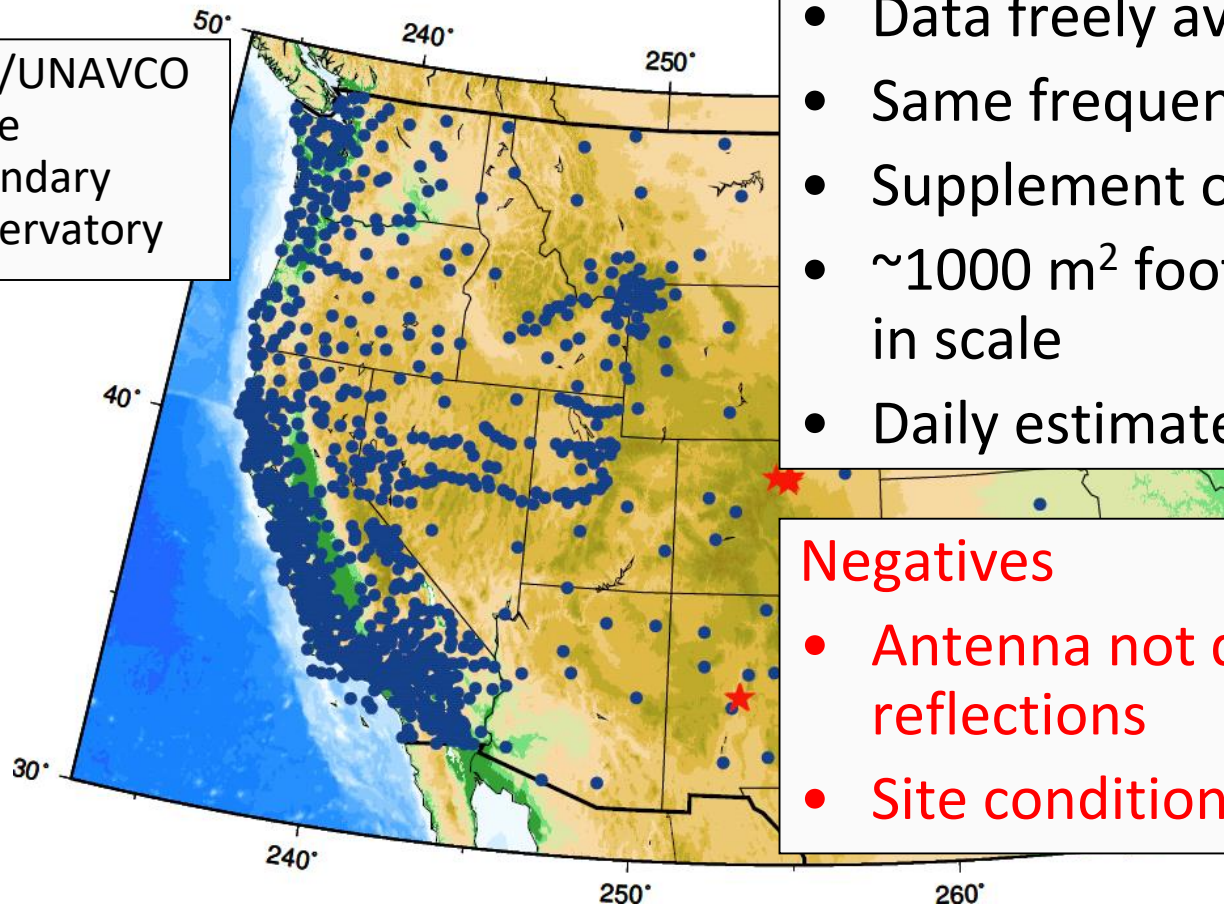 50°
240°
250°
/UNAVCO
e
ndary
ervatory
40°
30°
240°
250°
260°
• Data freely av
• Same frequen
• Supplement o
• ~1000 m² foot
in scale
• Daily estimate
Negatives
• Antenna not
reflections
• Site condition